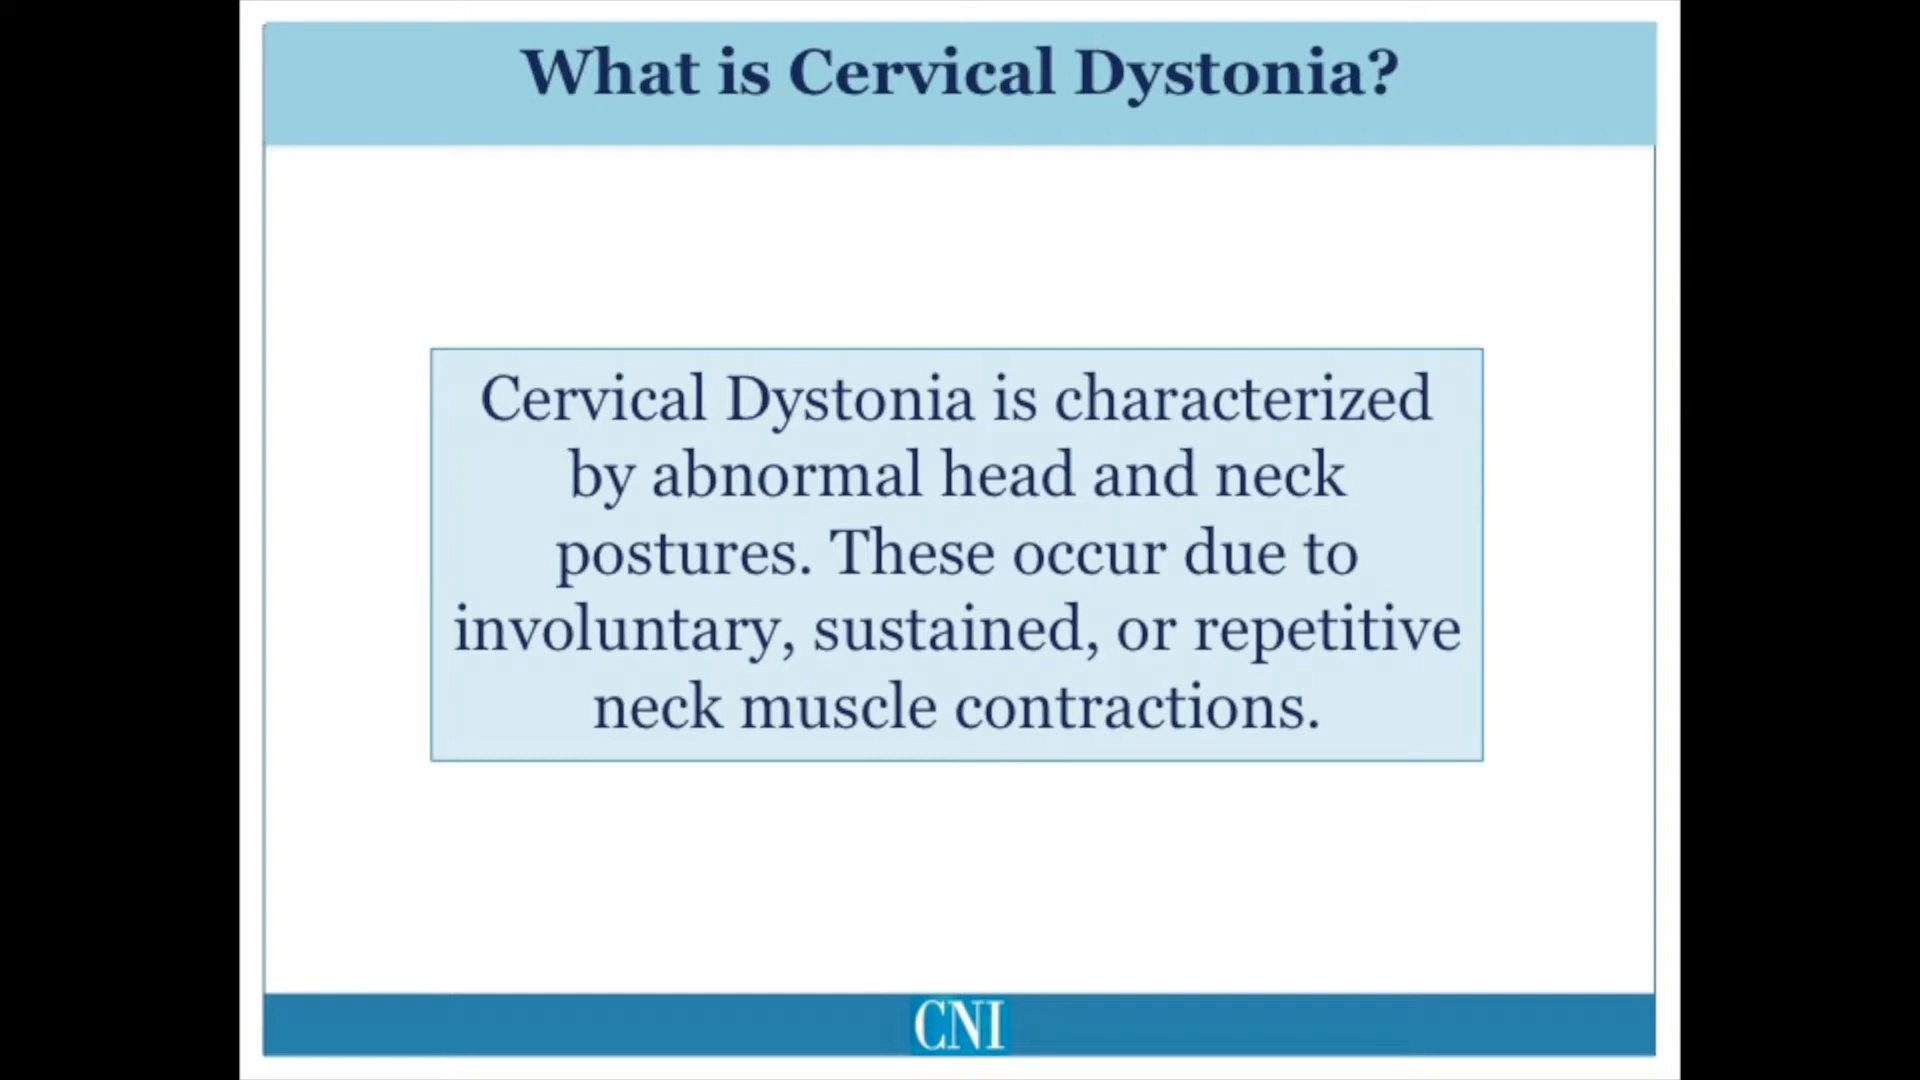 What is Cervical Dystonia?
Cervical Dystonia is characterized
by abnormal head and neck
postures. These occur due to
involuntary, sustained, or repetitive
neck muscle contractions.
CNI